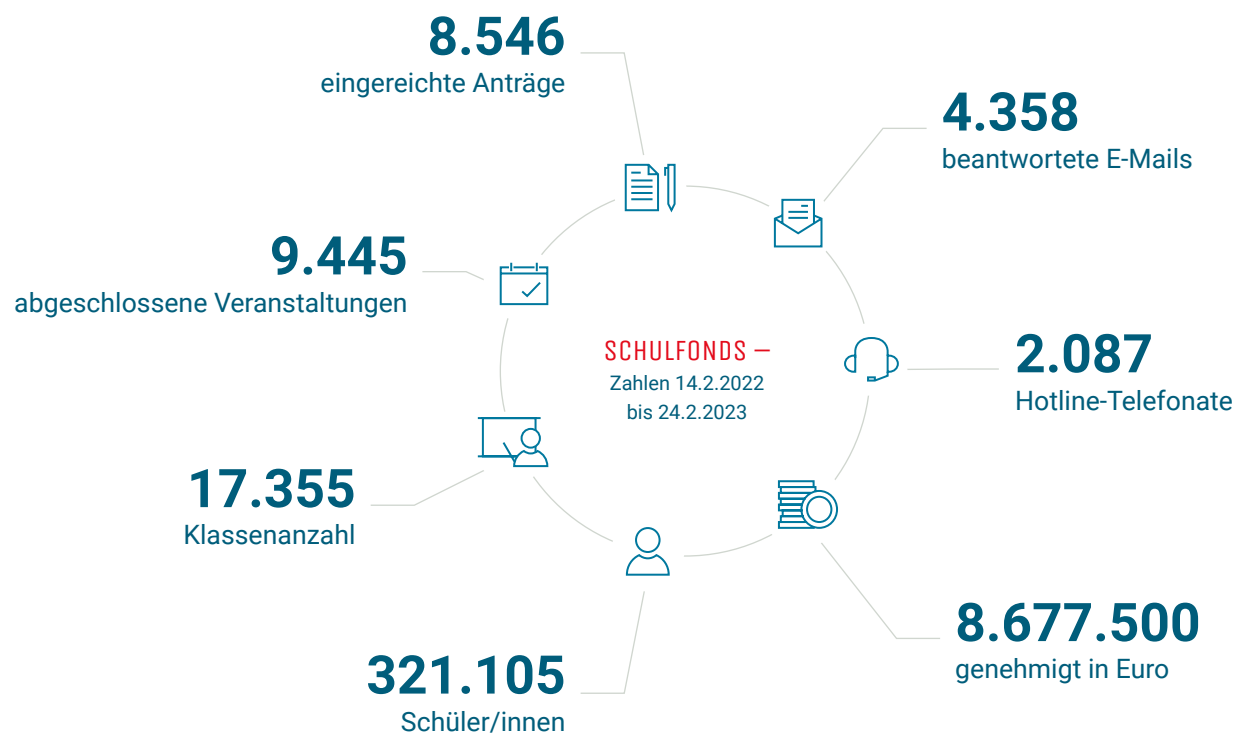 8.546
eingereichte Anträge
4.358
beantwortete E-Mails
9.445
abgeschlossene Veranstaltungen
SCHULFONDS —
Zahlen 14.2.2022
bis 24.2.2023
2.087
Hotline-Telefonate
17.355
Klassenanzahl
8.677.500
genehmigt in Euro
321.105
Schüler/innen